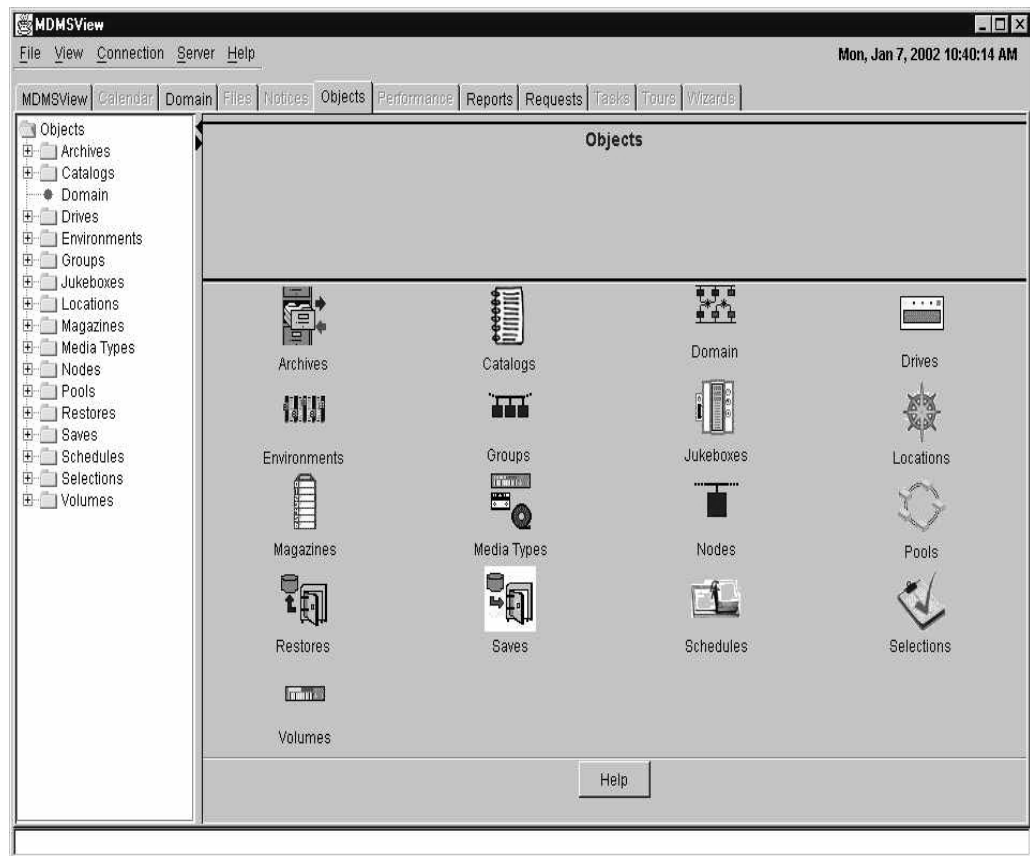 MDMSView
File View Connection Server Help
Mon, Jan 7, 2002 10:40:14 AM
MDMSView Calendar Domain Files Notices Objects Performance Reports Requests Tasks Tours Wizards
Objects
Archives
Catalogs
Domain
Drives
Environments
Groups
Jukeboxes
Locations
Magazines
Media Types
Nodes
Pools
Restores
Saves
Schedules
Selections
Volumes
Objects
Archives Catalogs Domain Drives
Environments Groups Jukeboxes Locations
Magazines Media Types Nodes Pools
Restores Saves Schedules Selections
Volumes
Help